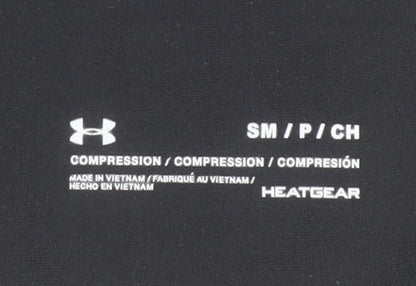 SM / P / CH
COMPRESSION / COMPRESSION / COMPRESIÓN
MADE IN VIETNAM / FABRIQUÉ AU VIETNAM /
HECHO EN VIETNAM
HEATGEAR